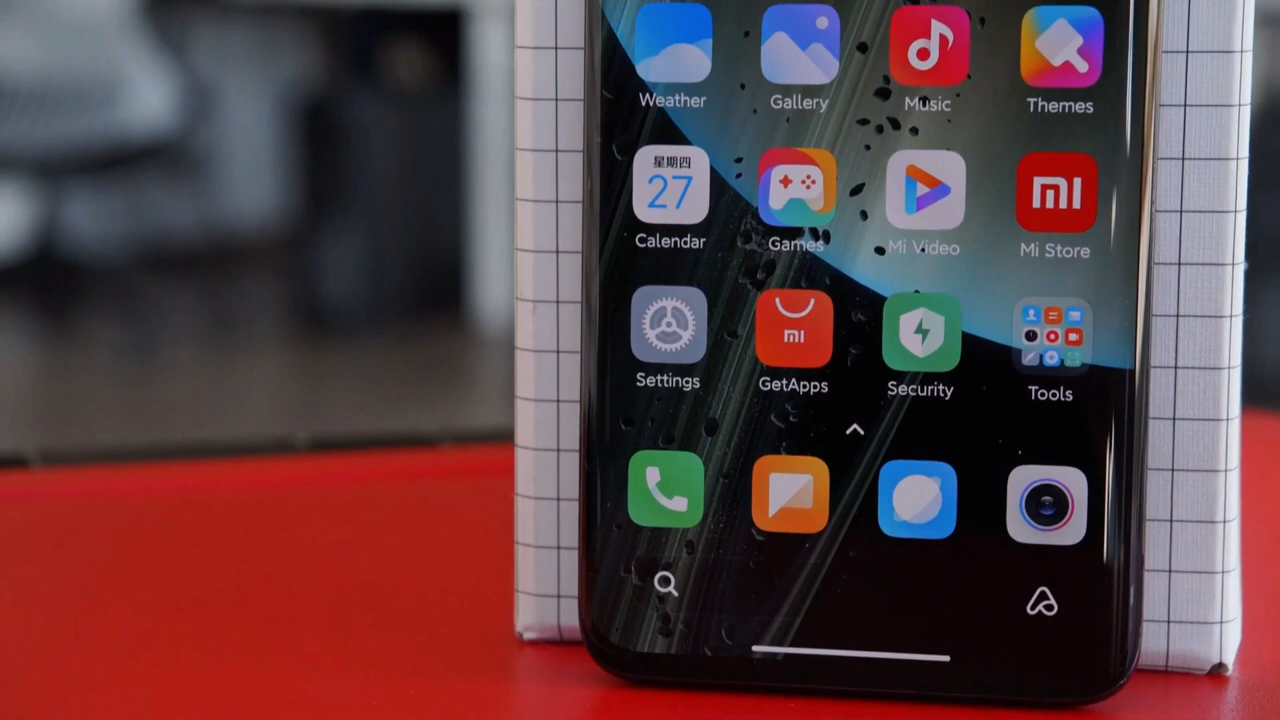 Weather
Gallery
Music
Themes
星期四
27
Calendar
Games
Mi Video
mi
Mi Store
Settings
mi
GetApps
Security
Tools